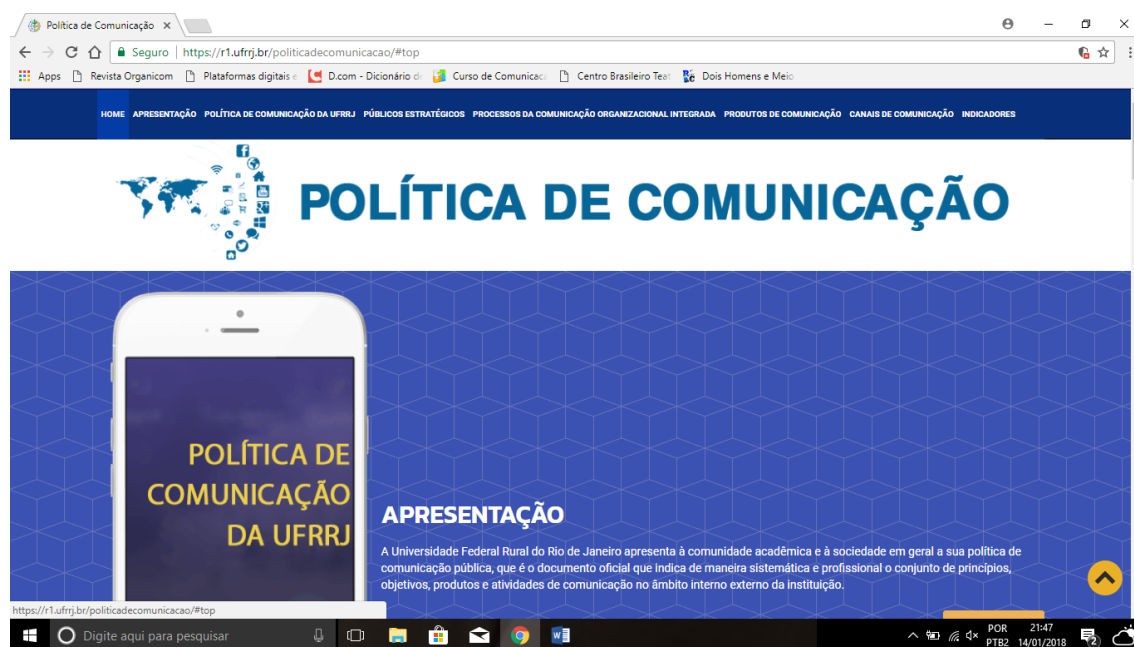 Política de Comunicação
Seguro | https://r1.ufrrj.br/politicadecomunicacao/#top
Apps Revista Organicom Plataformas digitais e D.com - Dicionário de Curso de Comunicaca Centro Brasileiro Teat Dois Homens e Meio
HOME APRESENTAÇÃO POLÍTICA DE COMUNICAÇÃO DA UFRRJ PÚBLICOS ESTRATÉGICOS PROCESSOS DA COMUNICAÇÃO ORGANIZACIONAL INTEGRADA PRODUTOS DE COMUNICAÇÃO CANAIS DE COMUNICAÇÃO INDICADORES
POLÍTICA DE COMUNICAÇÃO
POLÍTICA DE
COMUNICAÇÃO
DA UFRRJ
APRESENTAÇÃO
A Universidade Federal Rural do Rio de Janeiro apresenta à comunidade acadêmica e à sociedade em geral a sua política de
comunicação pública, que é o documento oficial que indica de maneira sistemática e profissional o conjunto de princípios,
objetivos, produtos e atividades de comunicação no âmbito interno externo da instituição.
https://r1.ufrrj.br/politicadecomunicacao/#top
Digite aqui para pesquisar
POR 21:47
PTB2 14/01/2018 2